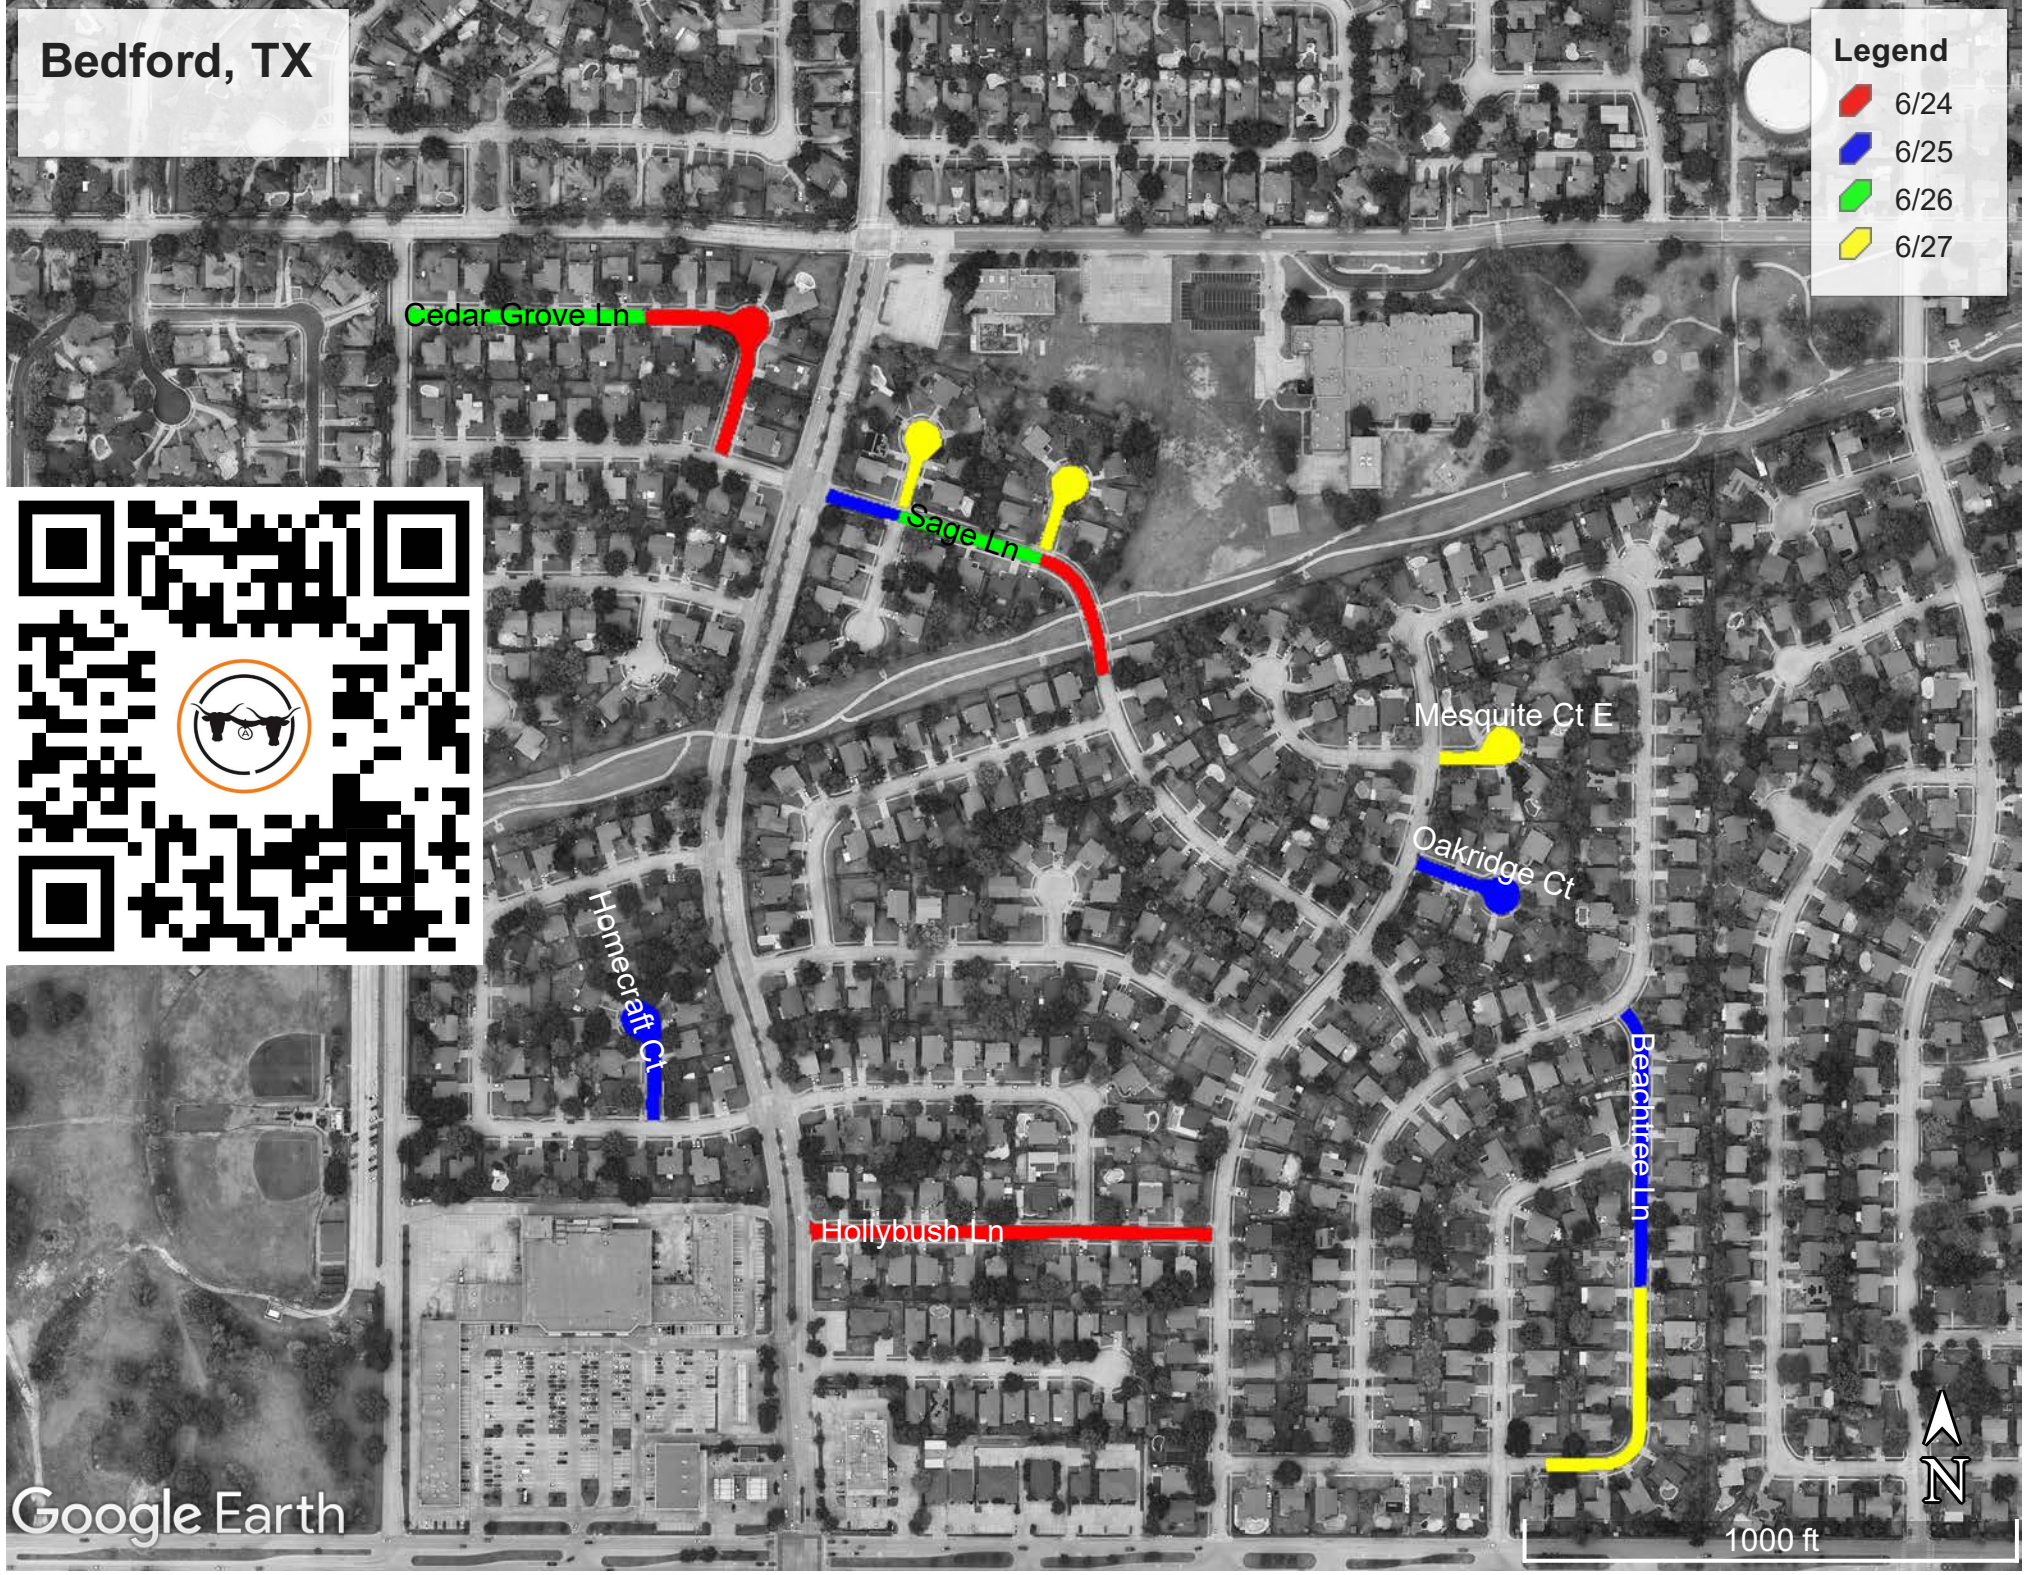 Bedford, TX
Legend
6/24
6/25
6/26
6/27
Cedar Grove Ln
Sage Ln
Mesquite Ct E
Oakridge Ct
Homecraft Ct
A
Beachtree Ln
Hollybush Ln
N
Google Earth
1000 ft